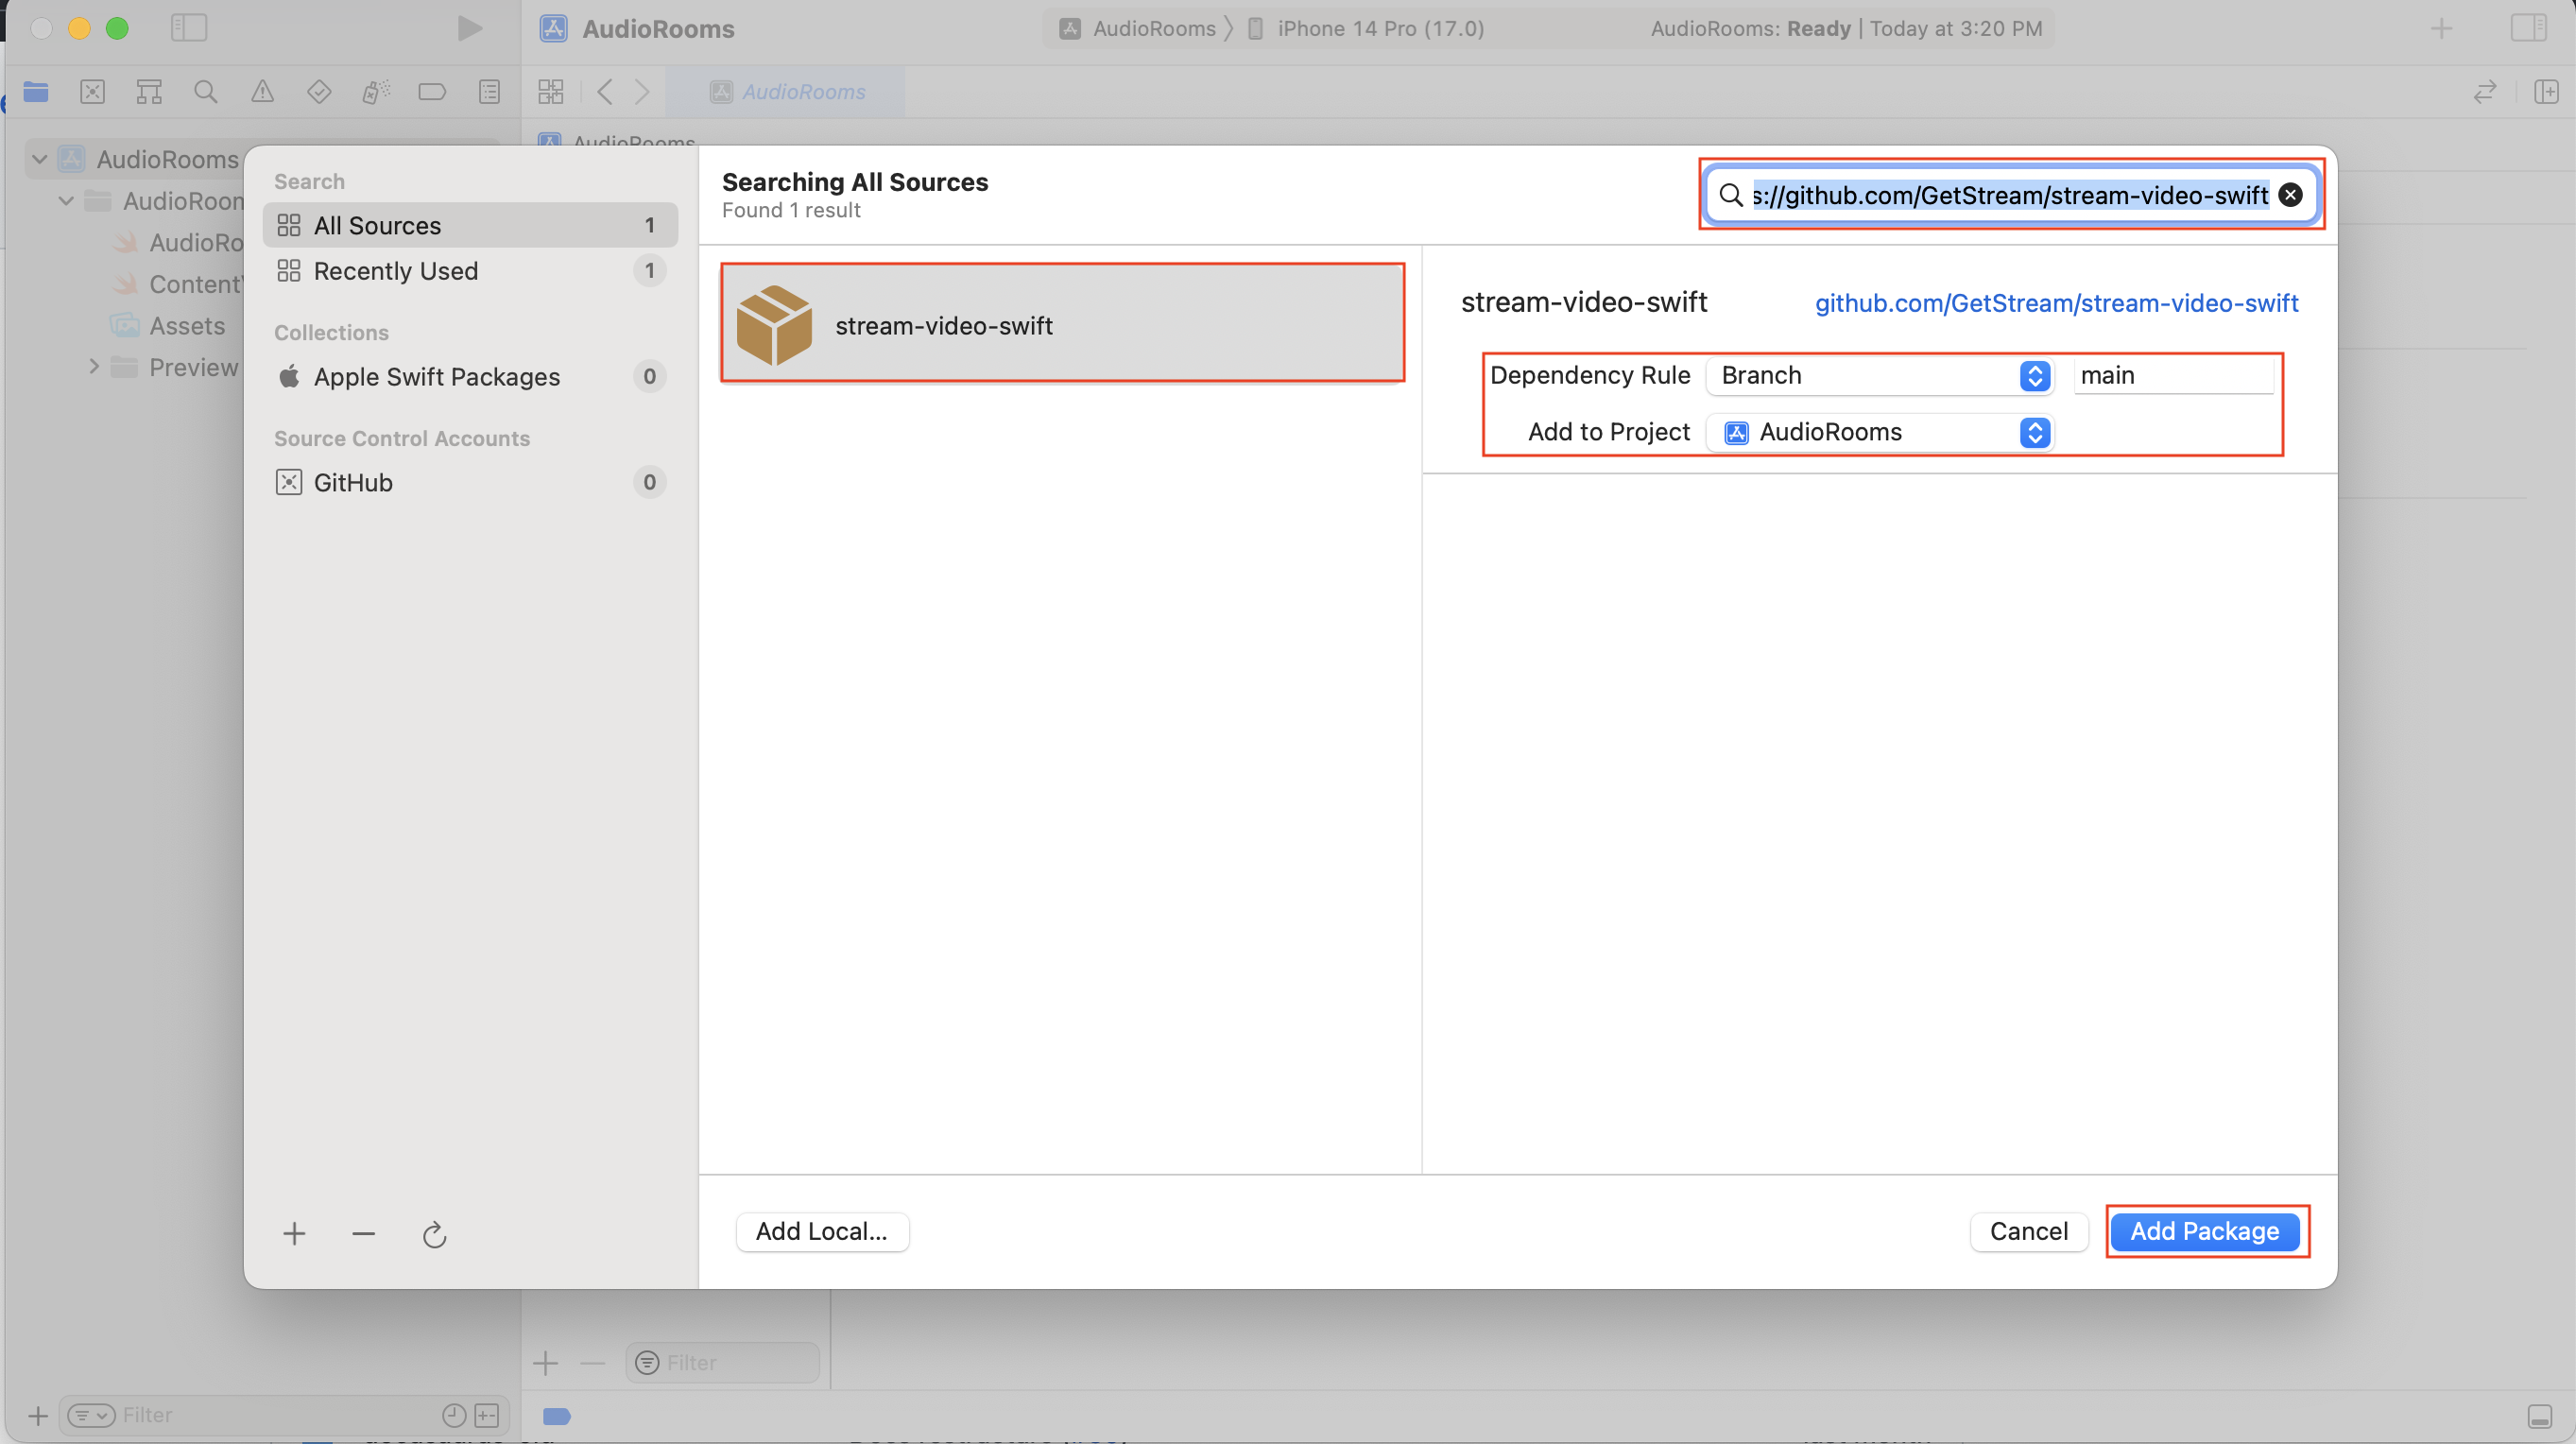 AudioRooms
AudioRooms
iPhone 14 Pro (17.0)
AudioRooms: Ready | Today at 3:20 PM
AudioRooms
AudioRooms
AudioRooms
AudioRoom
AudioRo
Content
Assets
Preview
Search
All Sources 1
Recently Used 1
Collections
Apple Swift Packages 0
Source Control Accounts
GitHub 0
Searching All Sources
Found 1 result
s://github.com/GetStream/stream-video-swift
stream-video-swift
stream-video-swift
github.com/GetStream/stream-video-swift
Dependency Rule Branch main
Add to Project AudioRooms
Add Local...
Cancel
Add Package
Filter
Filter